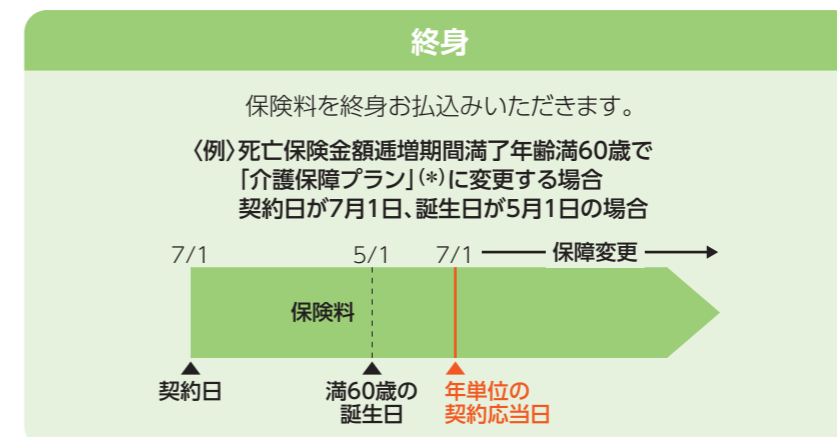 終身
保険料を終身お払込みいただきます。
〈例〉死亡保険金額逓増期間満了年齢満60歳で
「介護保障プラン」(*)に変更する場合
契約日が7月1日、誕生日が5月1日の場合
7/1 5/1 7/1 保障変更
保険料
契約日 満60歳の 年単位の
誕生日 契約応当日